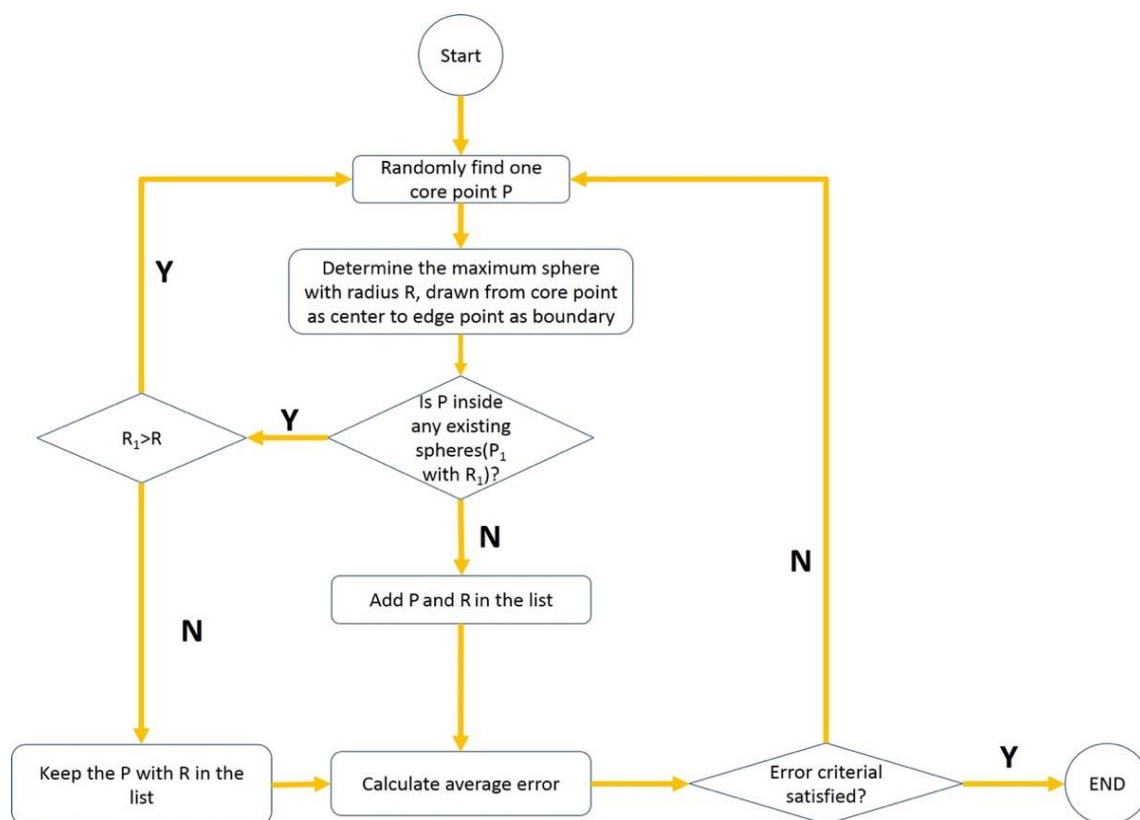 Start
Randomly find one
core point P
Determine the maximum sphere
with radius R, drawn from core point
as center to edge point as boundary
Y
Is P inside
any existing
spheres(P₁
with R₁)?
Y
R₁>R
N
N
N
Add P and R in the list
Keep the P with R in the
list
Calculate average error
Error criterial
satisfied?
Y
END